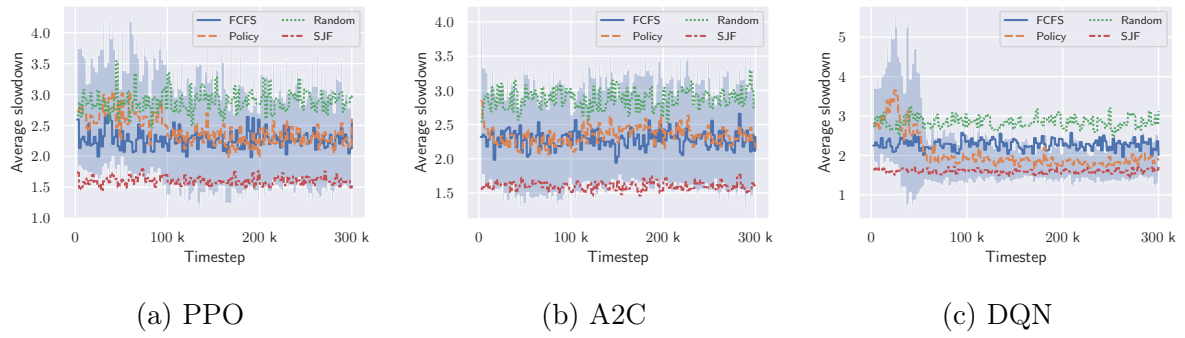 FCFS
Policy
Random
SJF
Average slowdown
4.0
3.5
3.0
2.5
2.0
1.5
1.0
0
100 k
200 k
300 k
Timestep
(a) PPO
FCFS
Policy
Random
SJF
Average slowdown
4.0
3.5
3.0
2.5
2.0
1.5
0
100 k
200 k
300 k
Timestep
(b) A2C
FCFS
Policy
Random
SJF
Average slowdown
5
4
3
2
1
0
100 k
200 k
300 k
Timestep
(c) DQN